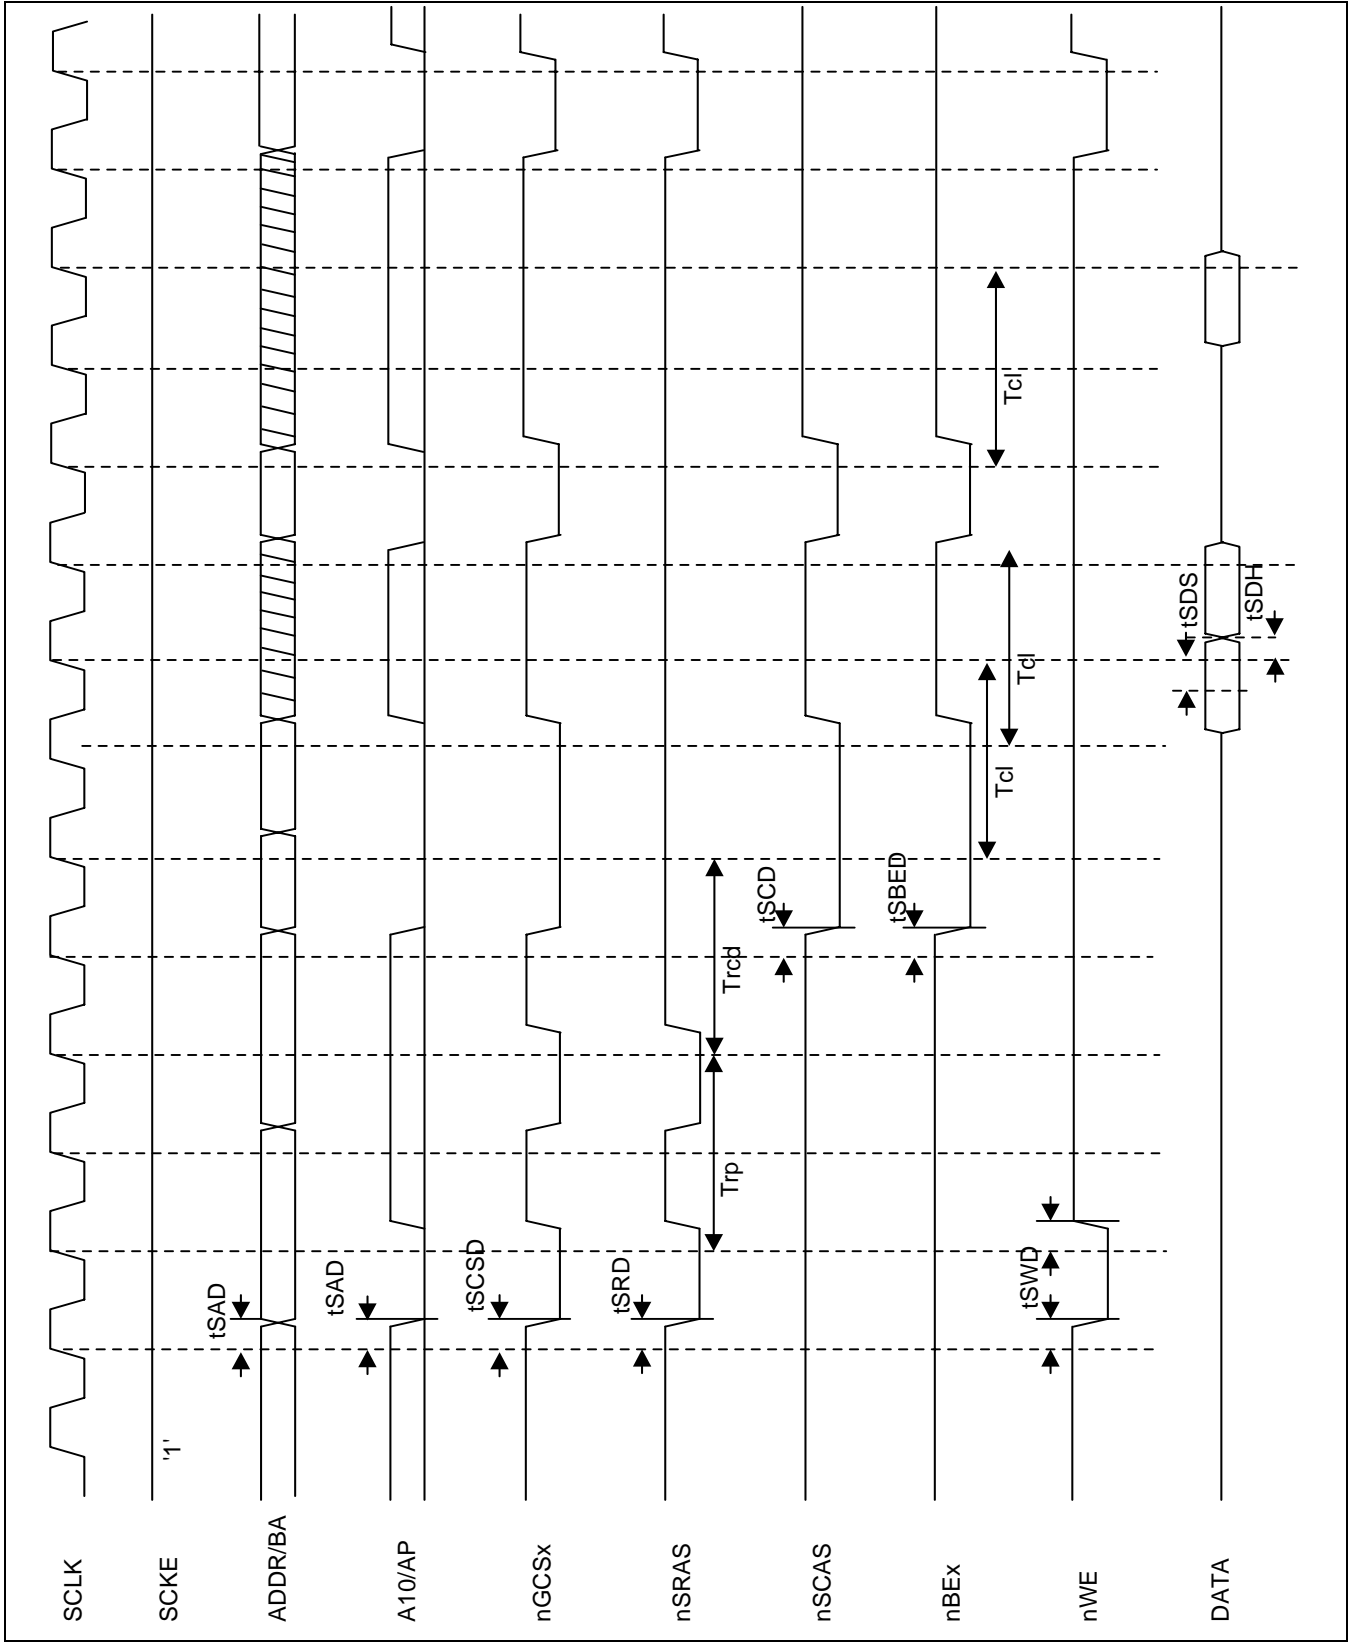 SCLK
SCKE
'1'
ADDR/BA
tSAD
A10/AP
tSAD
nGCSx
tSCSD
nSRAS
tSRD
Trp
Trcd
nSCAS
tSCD
nBEx
tSBED
Tcl
Tcl
Tcl
nWE
tSWD
DATA
tSDS
tSDH